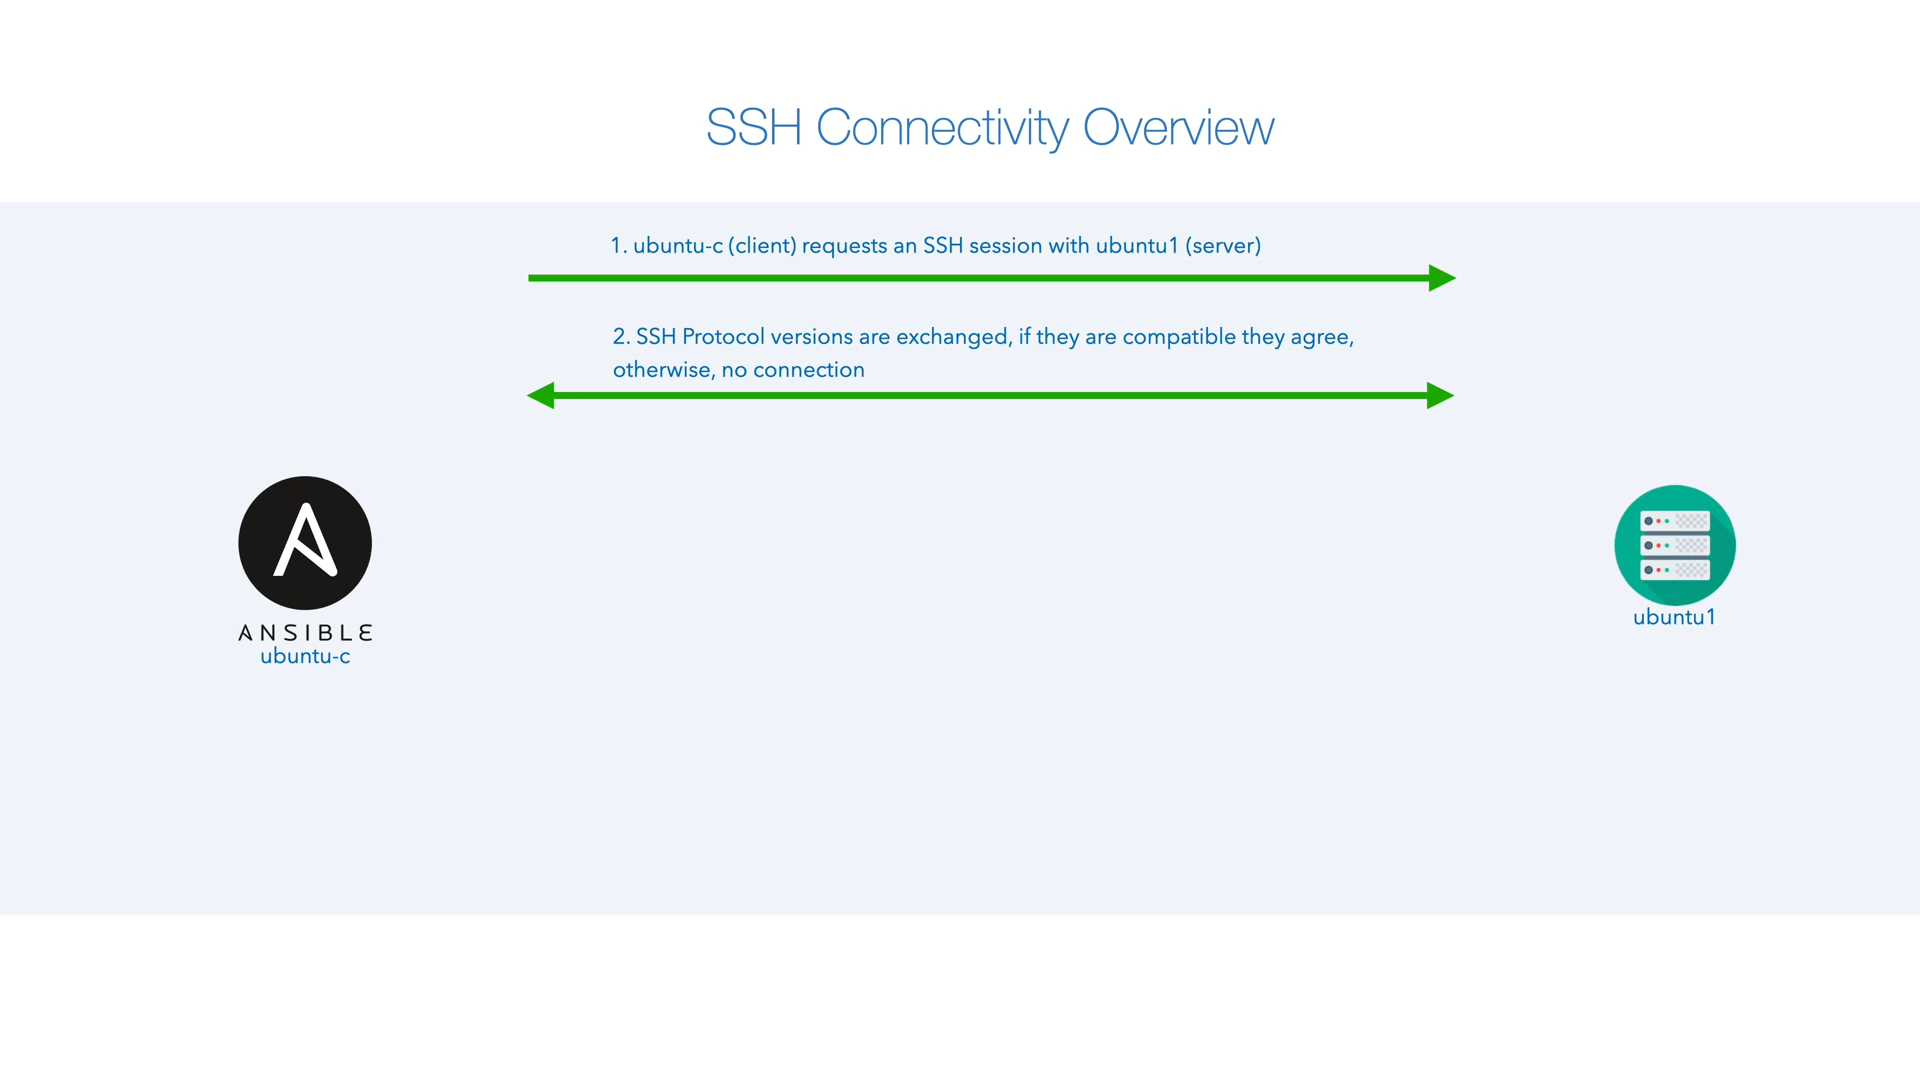 SSH Connectivity Overview
1. ubuntu-c (client) requests an SSH session with ubuntu1 (server)
2. SSH Protocol versions are exchanged, if they are compatible they agree,
otherwise, no connection
ANSIBLE
ubuntu-c
ubuntu1